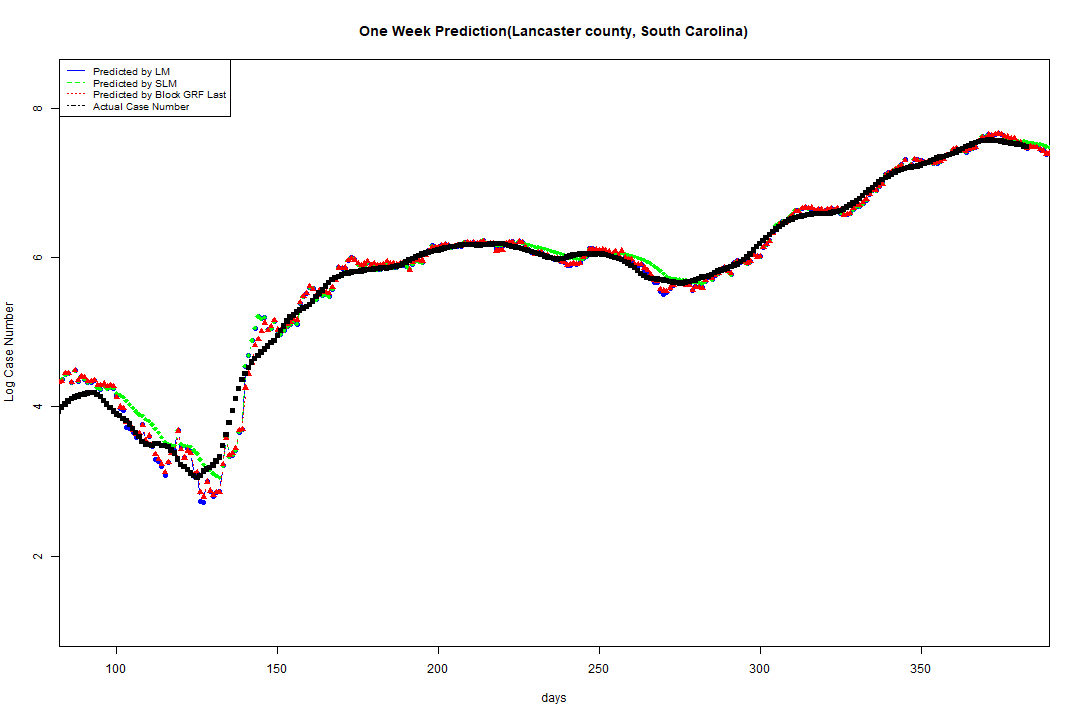 One Week Prediction(Lancaster county, South Carolina)
Predicted by LM
Predicted by SLM
Predicted by Block GRF Last
Actual Case Number
8
6
4
2
Log Case Number
100 150 200 250 300 350
days